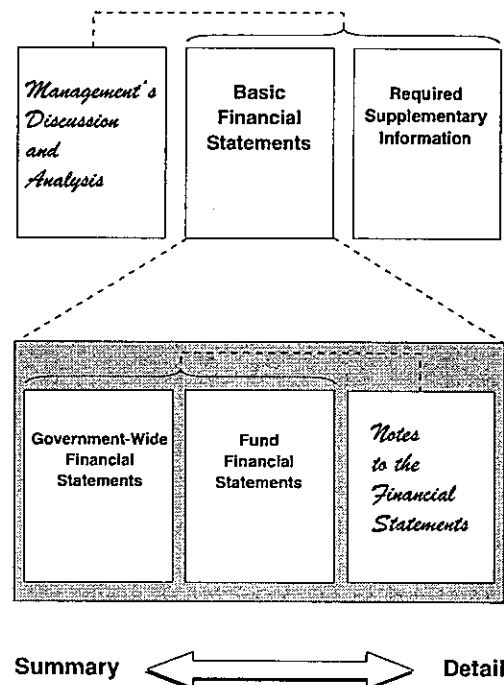 Management's
Discussion
and
Analysis
Basic
Financial
Statements
Required
Supplementary
Information
Government-Wide
Financial
Statements
Fund
Financial
Statements
Notes
to the
Financial
Statements
Summary
Detail